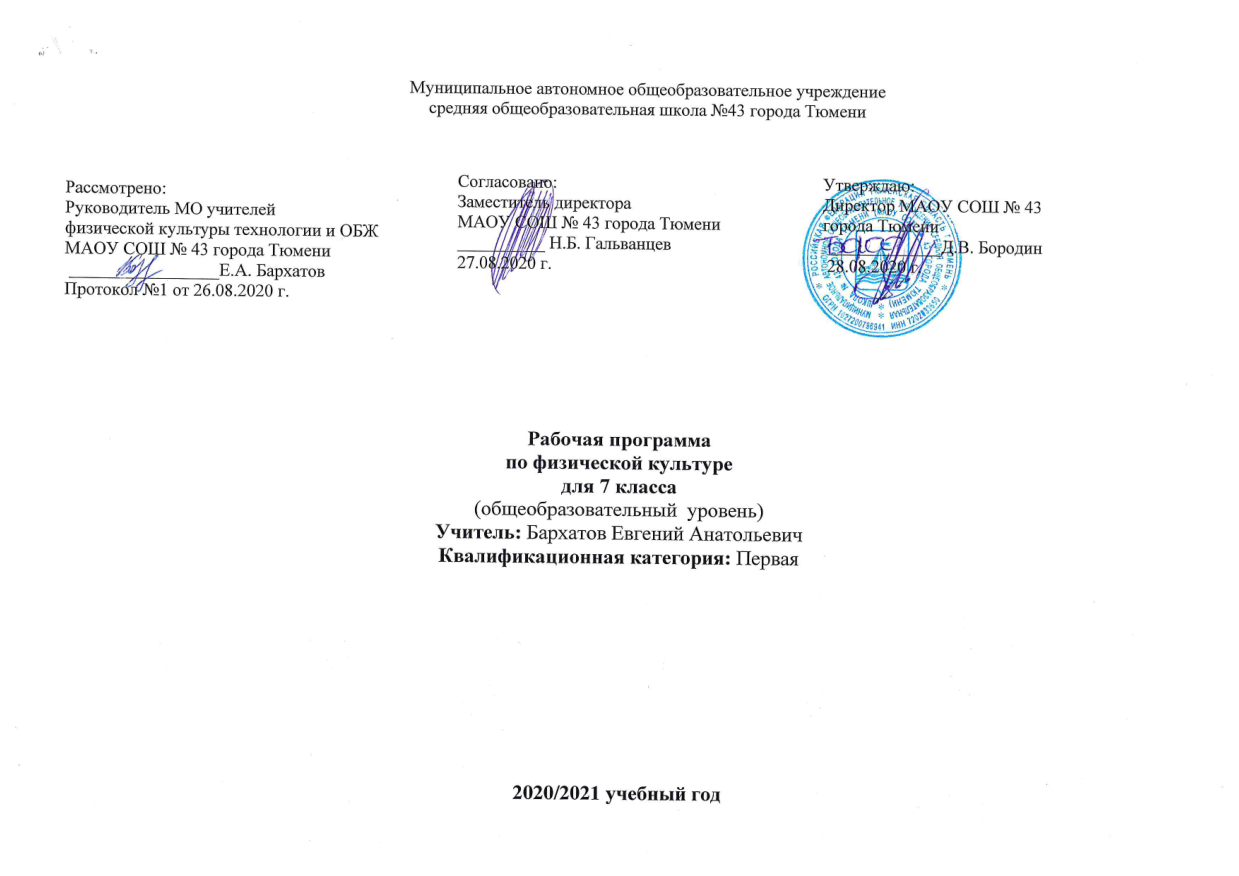 Муниципальное автономное общеобразовательное учреждение
средняя общеобразовательная школа №43 города Тюмени
Рассмотрено:
Руководитель МО учителей
физической культуры технологии и ОБЖ
МАОУ СОШ № 43 города Тюмени
Е.А. Бархатов
Протокол №1 от 26.08.2020 г.
Согласовано:
Заместитель директора
МАОУ СОШ № 43 города Тюмени
Н.Б. Гальванцев
27.08.2020 г.
Утверждаю:
Директор МАОУ СОШ № 43
города Тюмени
Д.В. Бородин
28.08.2020 г.
Рабочая программа
по физической культуре
для 7 класса
(общеобразовательный уровень)
Учитель: Бархатов Евгений Анатольевич
Квалификационная категория: Первая
2020/2021 учебный год